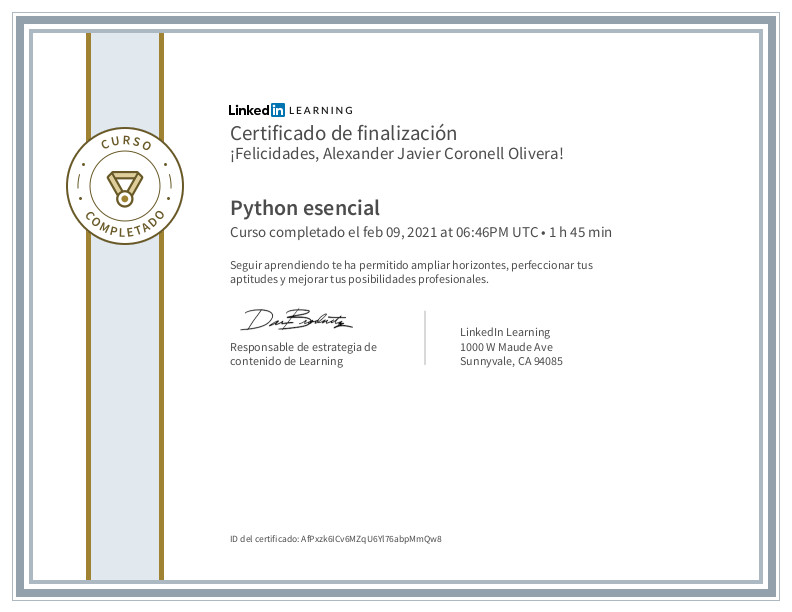 CURSO
COMPLETADO
Linked in LEARNING
Certificado de finalización
¡Felicidades, Alexander Javier Coronell Olivera!
Python esencial
Curso completado el feb 09, 2021 at 06:46PM UTC • 1 h 45 min
Seguir aprendiendo te ha permitido ampliar horizontes, perfeccionar tus
aptitudes y mejorar tus posibilidades profesionales.
Responsable de estrategia de
contenido de Learning
LinkedIn Learning
1000 W Maude Ave
Sunnyvale, CA 94085
ID del certificado: AfPxzk6ICv6MZqU6Yl76abpMmQw8